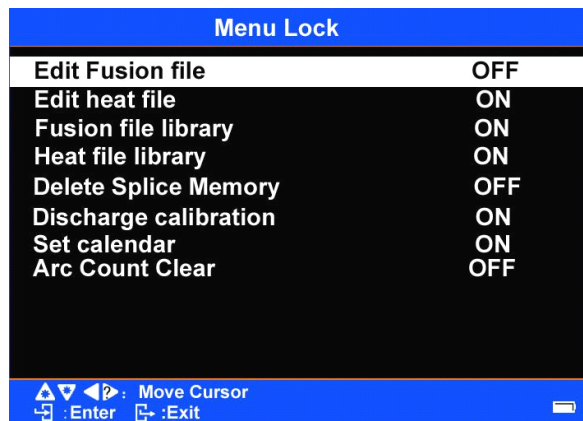 Menu Lock
Edit Fusion file OFF
Edit heat file ON
Fusion file library ON
Heat file library ON
Delete Splice Memory OFF
Discharge calibration ON
Set calendar ON
Arc Count Clear OFF
?: Move Cursor
:Enter :Exit